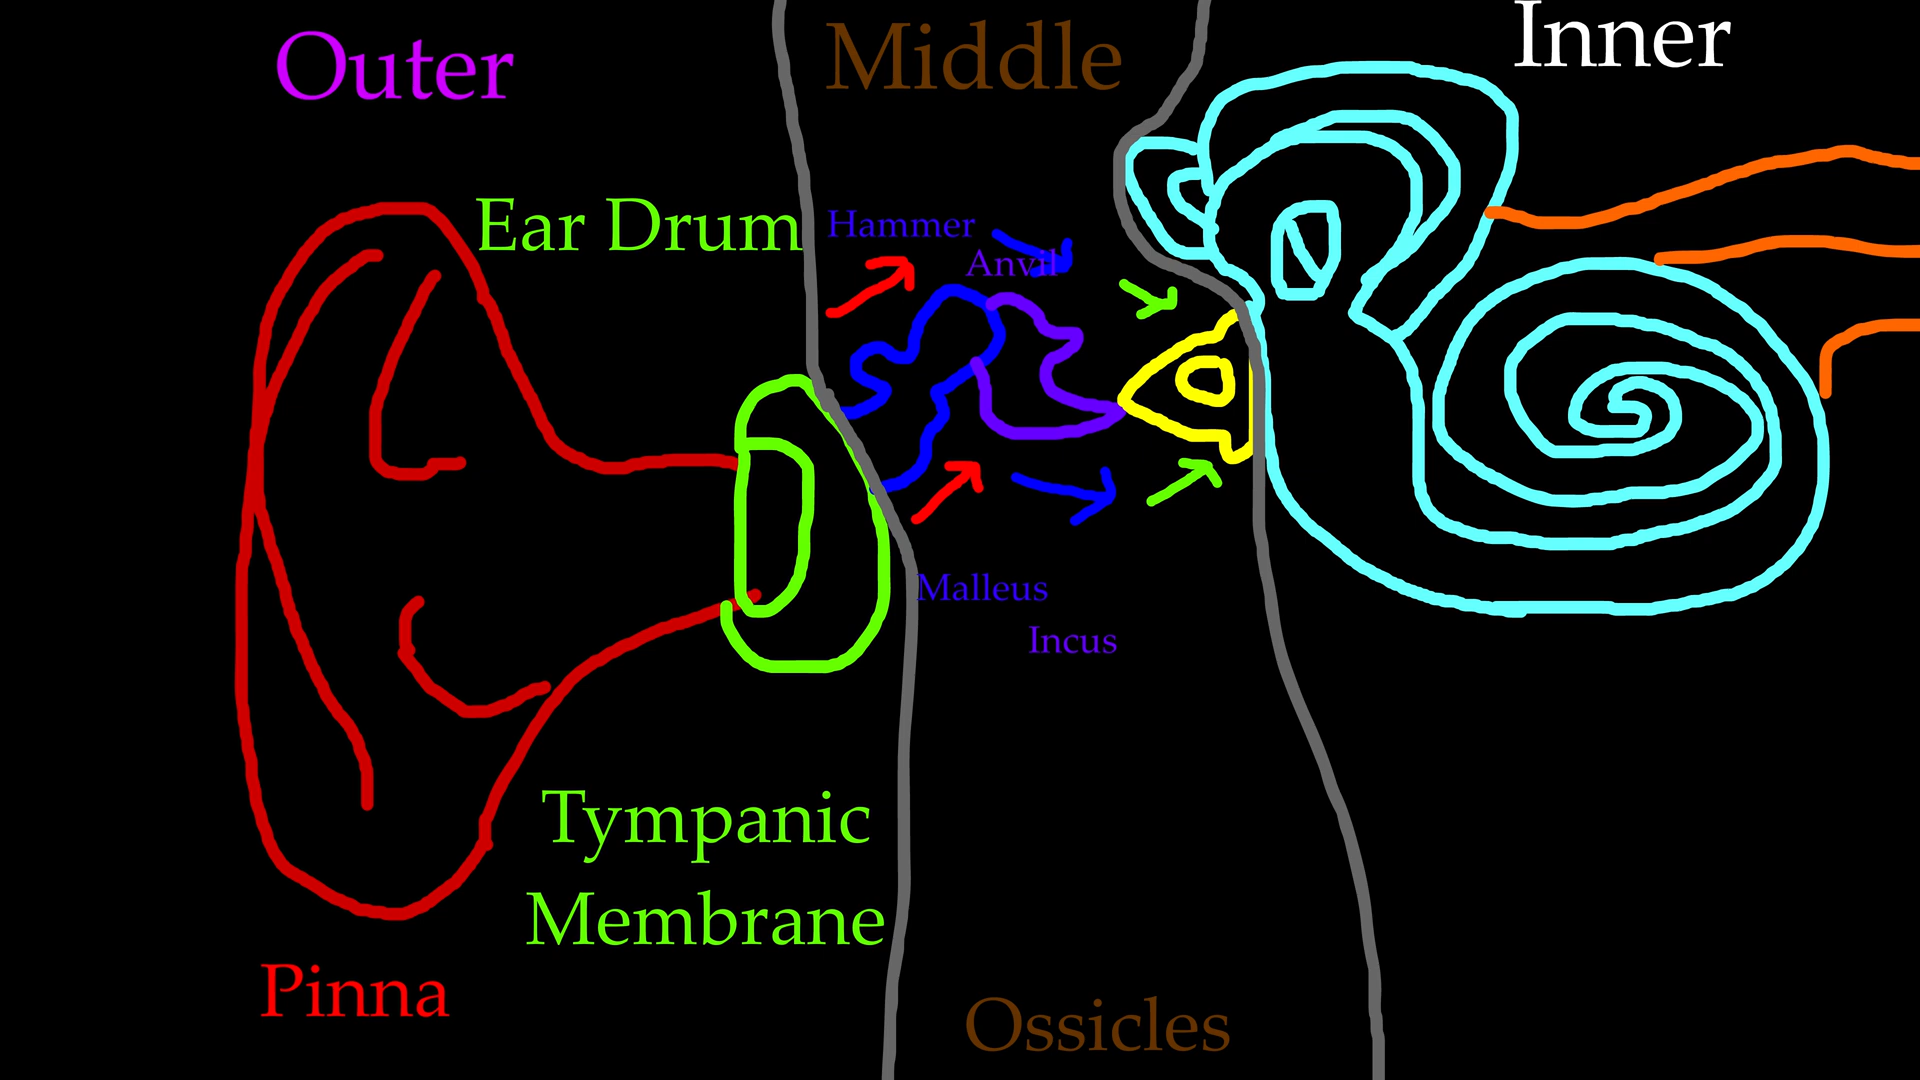 Outer
Middle
Inner
Ear Drum
Hammer
Anvil
Malleus
Incus
Tympanic
Membrane
Pinna
Ossicles